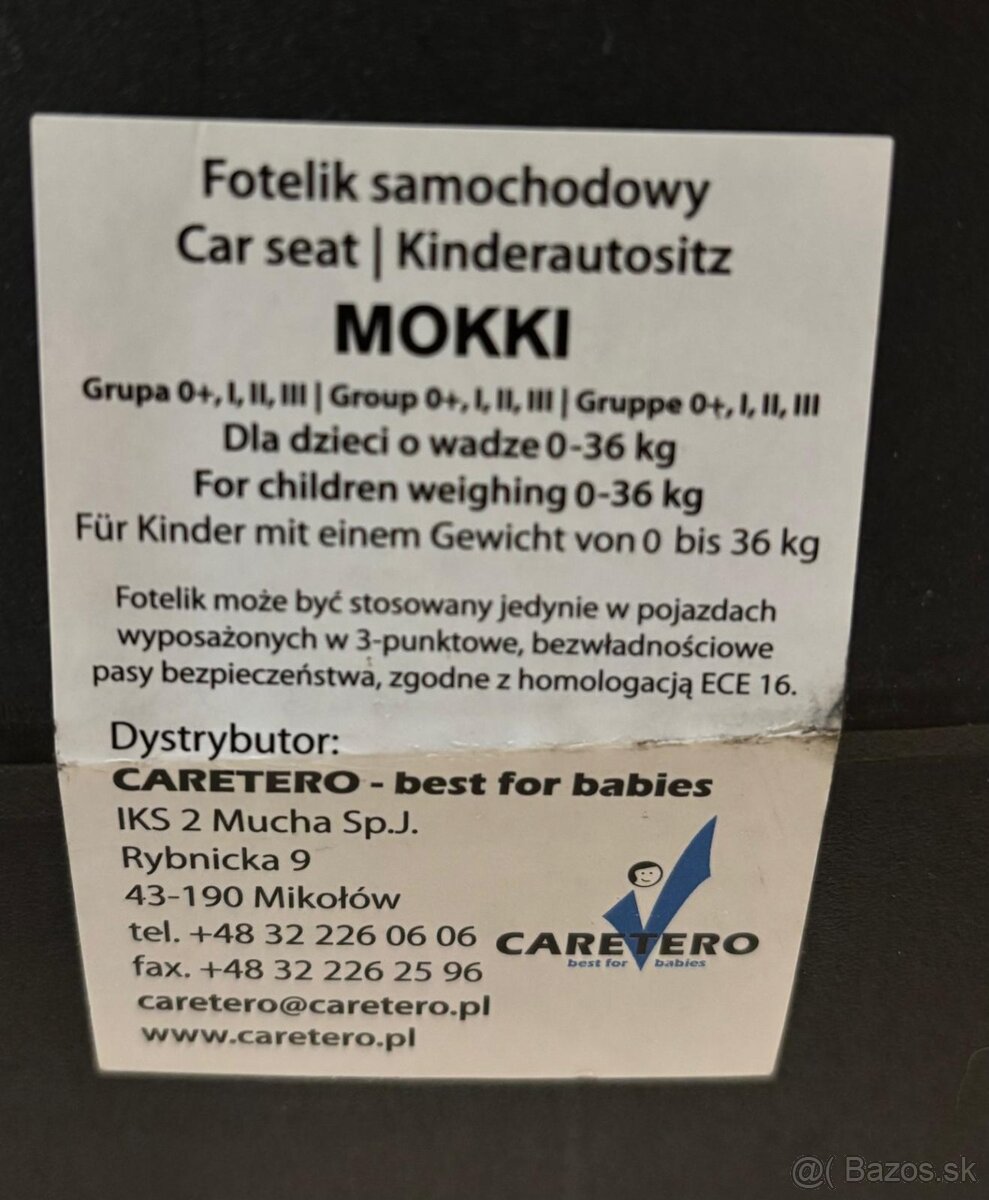 Fotelik samochodowy
Car seat | Kinderautositz
MOKKI
Grupa 0+, I, II, III | Group 0+, I, II, III | Gruppe 0+, I, II, III
Dla dzieci o wadze 0-36 kg
For children weighing 0-36 kg
Für Kinder mit einem Gewicht von 0 bis 36 kg
Fotelik może być stosowany jedynie w pojazdach
wyposażonych w 3-punktowe, bezwładnościowe
pasy bezpieczeństwa, zgodne z homologacją ECE 16.
Dystrybutor:
CARETERO - best for babies
IKS 2 Mucha Sp.J.
Rybnicka 9
43-190 Mikołów
tel. +48 32 226 06 06
fax. +48 32 226 25 96
caretero@caretero.pl
www.caretero.pl
CARETERO
best for babies
@( Bazos.sk